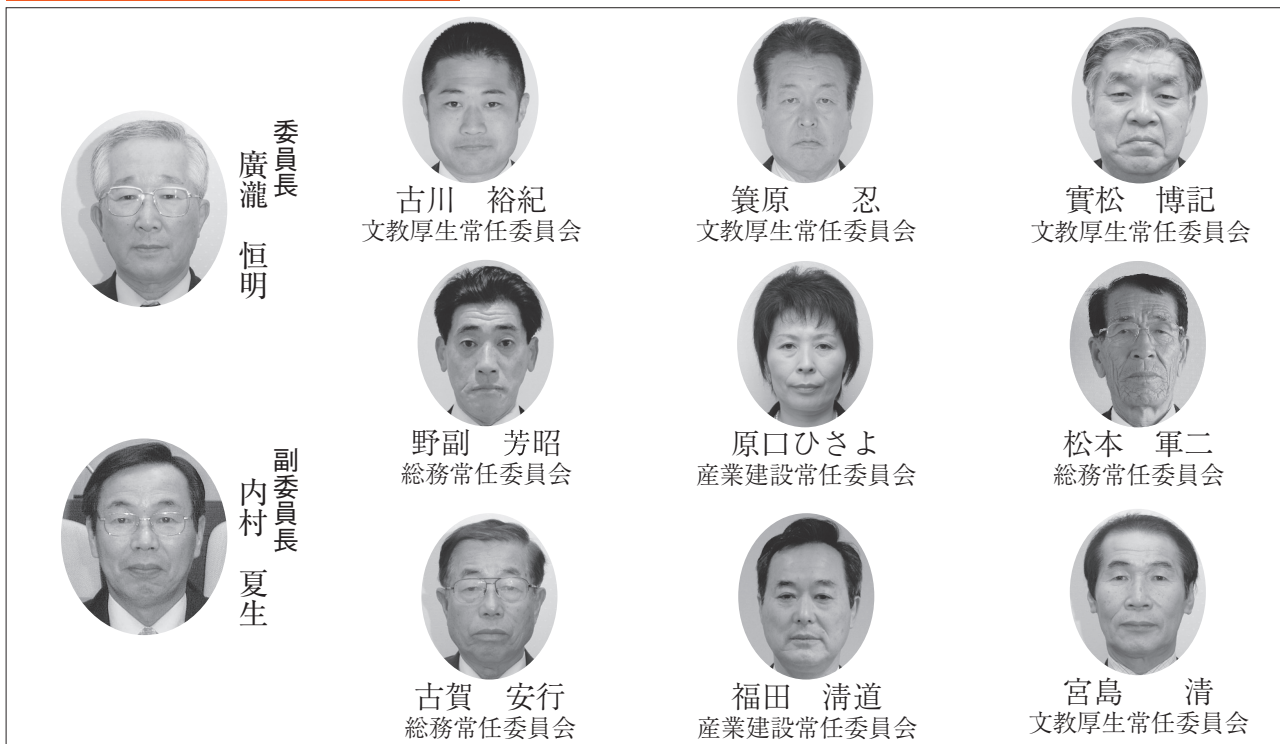 委員長
廣瀧　恒明
副委員長
内村　夏生
古川　裕紀
文教厚生常任委員会
簑原　忍
文教厚生常任委員会
實松　博記
文教厚生常任委員会
野副　芳昭
総務常任委員会
原口ひさよ
産業建設常任委員会
松本　軍二
総務常任委員会
古賀　安行
総務常任委員会
福田　清道
産業建設常任委員会
宮島　清
文教厚生常任委員会